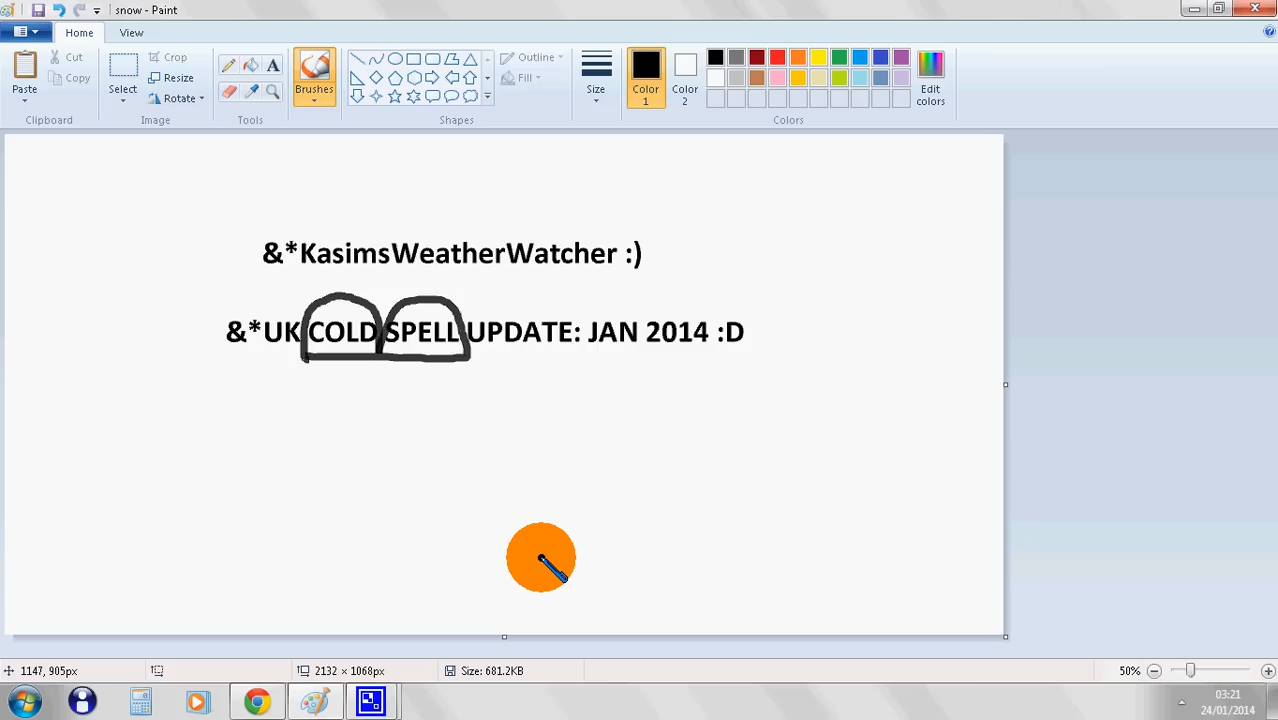 snow - Paint
Home View
Paste
Cut
Copy
Clipboard
Select
Crop
Resize
Rotate
Image
A
Tools
Brushes
Outline
Fill
Shapes
Size
Color 1
Color 2
Edit colors
Colors
&*KasimsWeatherWatcher :)
&*UK COLD SPELL UPDATE: JAN 2014 :D
1147, 905px 2132 × 1068px Size: 681.2KB 50%
03:21
24/01/2014